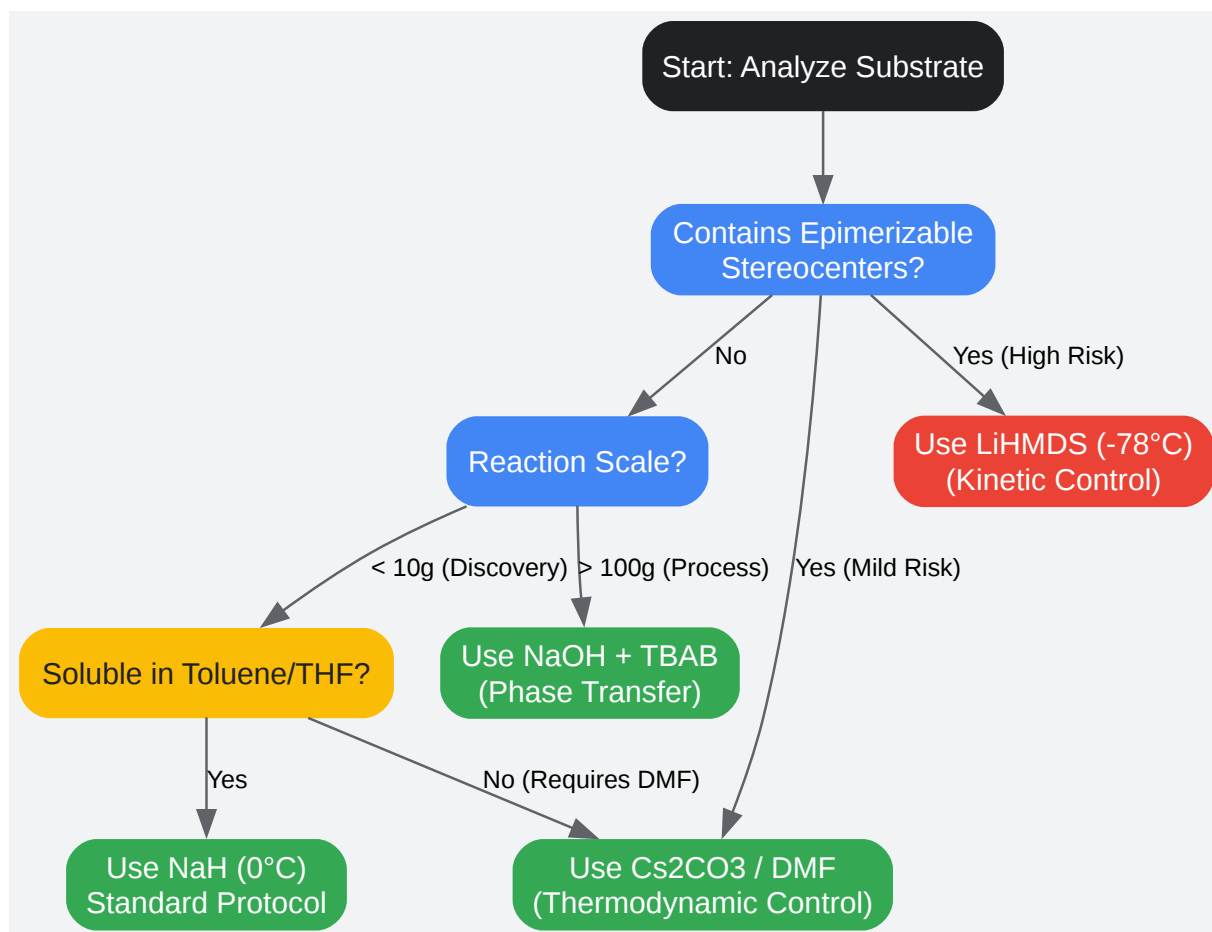 Start: Analyze Substrate
Contains Epimerizable
Stereocenters?
No
Yes (High Risk)
Reaction Scale?
Use LiHMDS (-78°C)
(Kinetic Control)
< 10g (Discovery)
> 100g (Process)
Yes (Mild Risk)
Soluble in Toluene/THF?
Use NaOH + TBAB
(Phase Transfer)
Yes
No (Requires DMF)
Use NaH (0°C)
Standard Protocol
Use Cs2CO3 / DMF
(Thermodynamic Control)